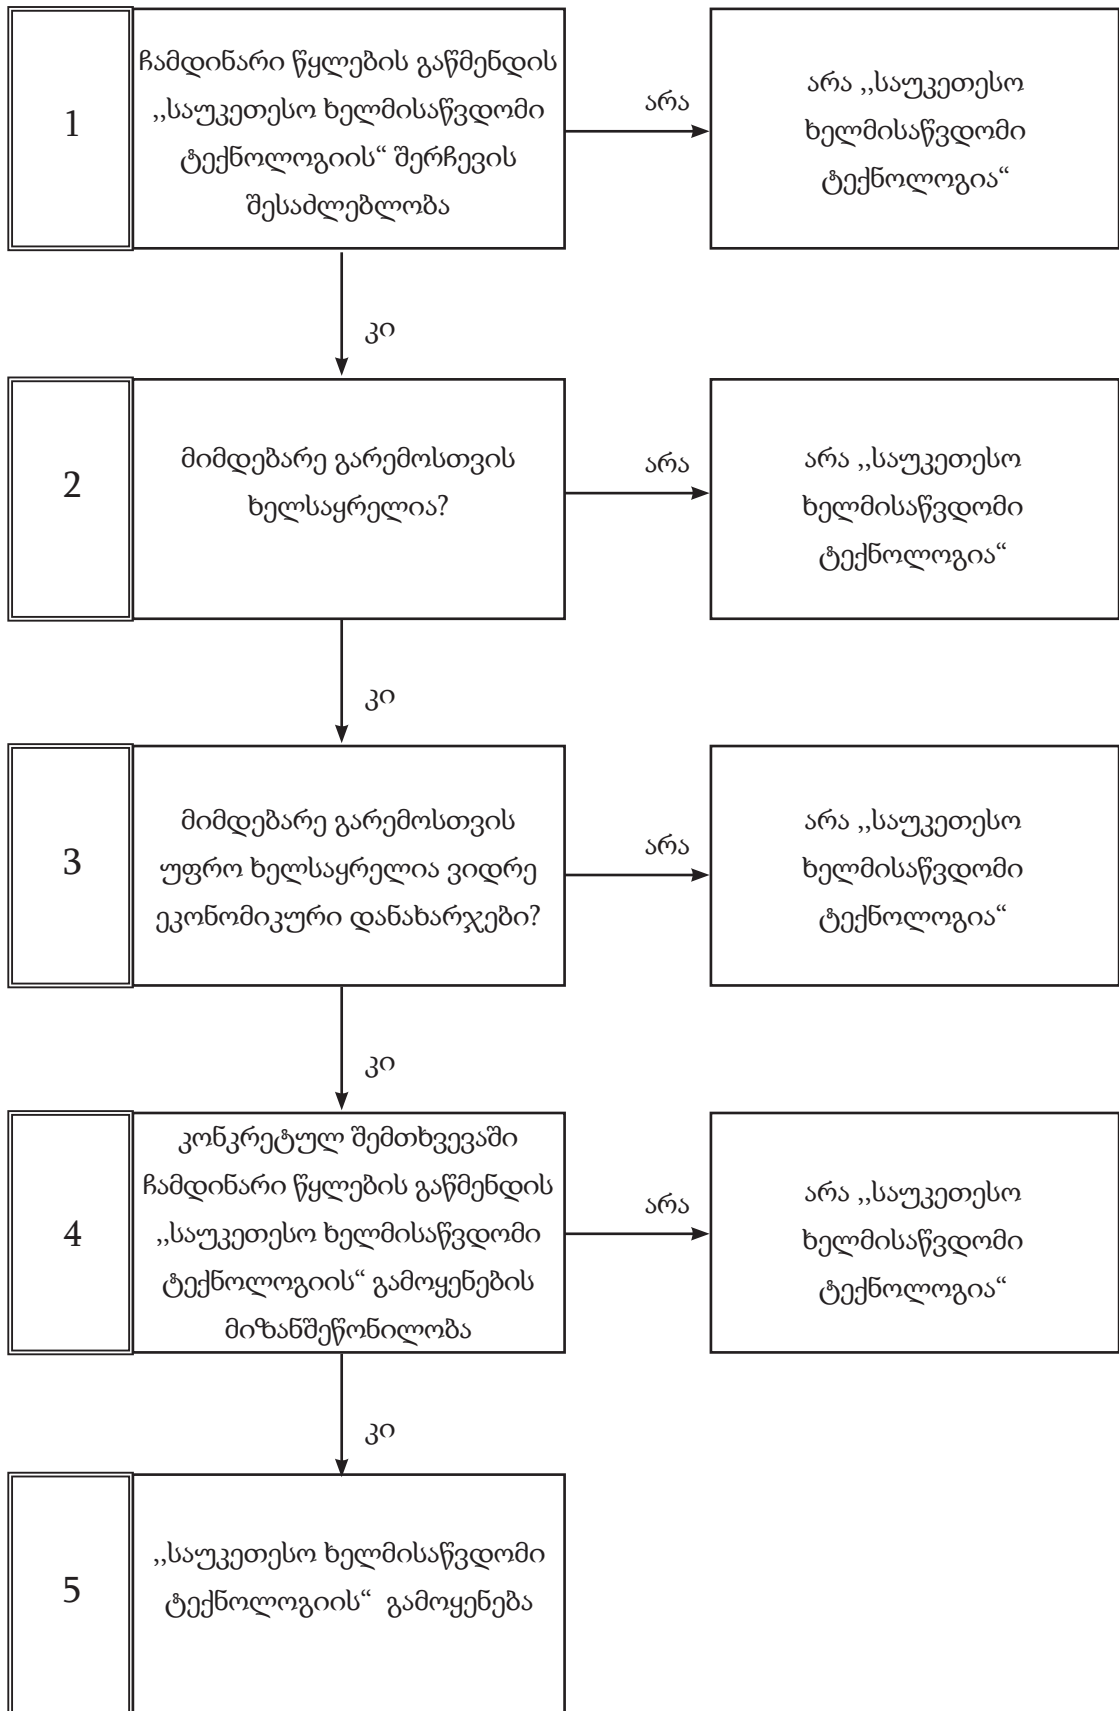 1
ჩამდინარი წყლების გაწმენდის
,,საუკეთესო ხელმისაწვდომი
ტექნოლოგიის“ შერჩევის
შესაძლებლობა
არა
არა ,,საუკეთესო
ხელმისაწვდომი
ტექნოლოგია“
კი
2
მიმდებარე გარემოსთვის
ხელსაყრელია?
არა
არა ,,საუკეთესო
ხელმისაწვდომი
ტექნოლოგია“
კი
3
მიმდებარე გარემოსთვის
უფრო ხელსაყრელია ვიდრე
ეკონომიკური დანახარჯები?
არა
არა ,,საუკეთესო
ხელმისაწვდომი
ტექნოლოგია“
კი
4
კონკრეტულ შემთხვევაში
ჩამდინარი წყლების გაწმენდის
,,საუკეთესო ხელმისაწვდომი
ტექნოლოგიის“ გამოყენების
მიზანშეწონილობა
არა
არა ,,საუკეთესო
ხელმისაწვდომი
ტექნოლოგია“
კი
5
,,საუკეთესო ხელმისაწვდომი
ტექნოლოგიის“ გამოყენება